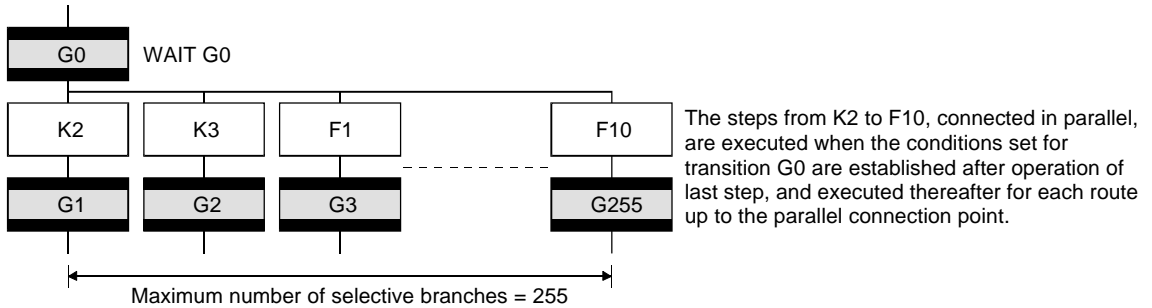 G0 WAIT G0
K2 K3 F1 F10
G1 G2 G3 G255
The steps from K2 to F10, connected in parallel,
are executed when the conditions set for
transition G0 are established after operation of
last step, and executed thereafter for each route
up to the parallel connection point.
Maximum number of selective branches = 255